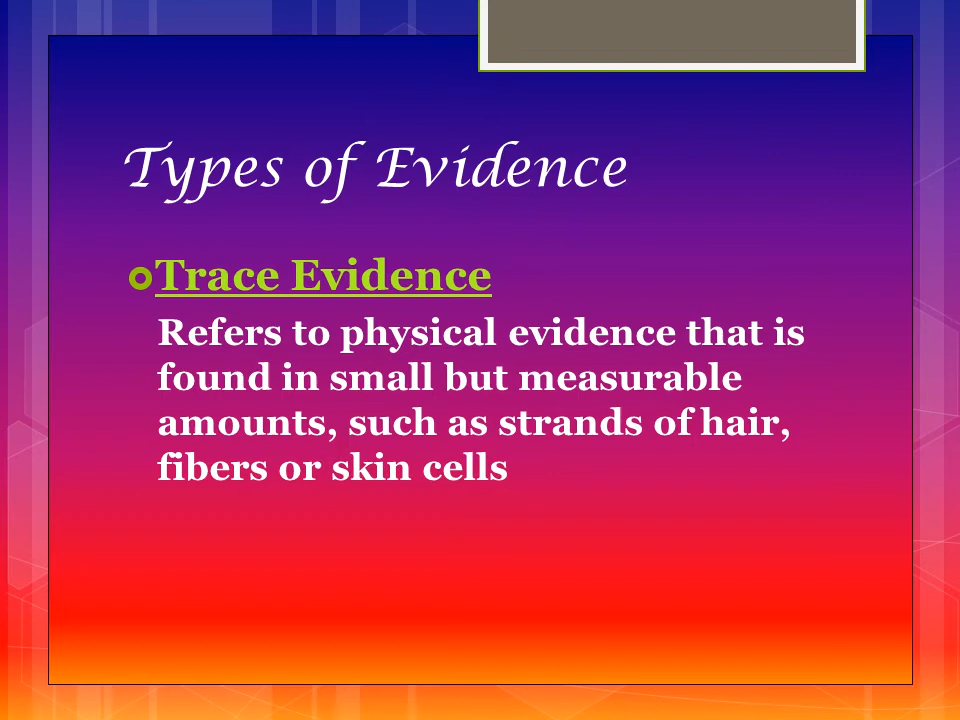 Types of Evidence
Trace Evidence
Refers to physical evidence that is
found in small but measurable
amounts, such as strands of hair,
fibers or skin cells